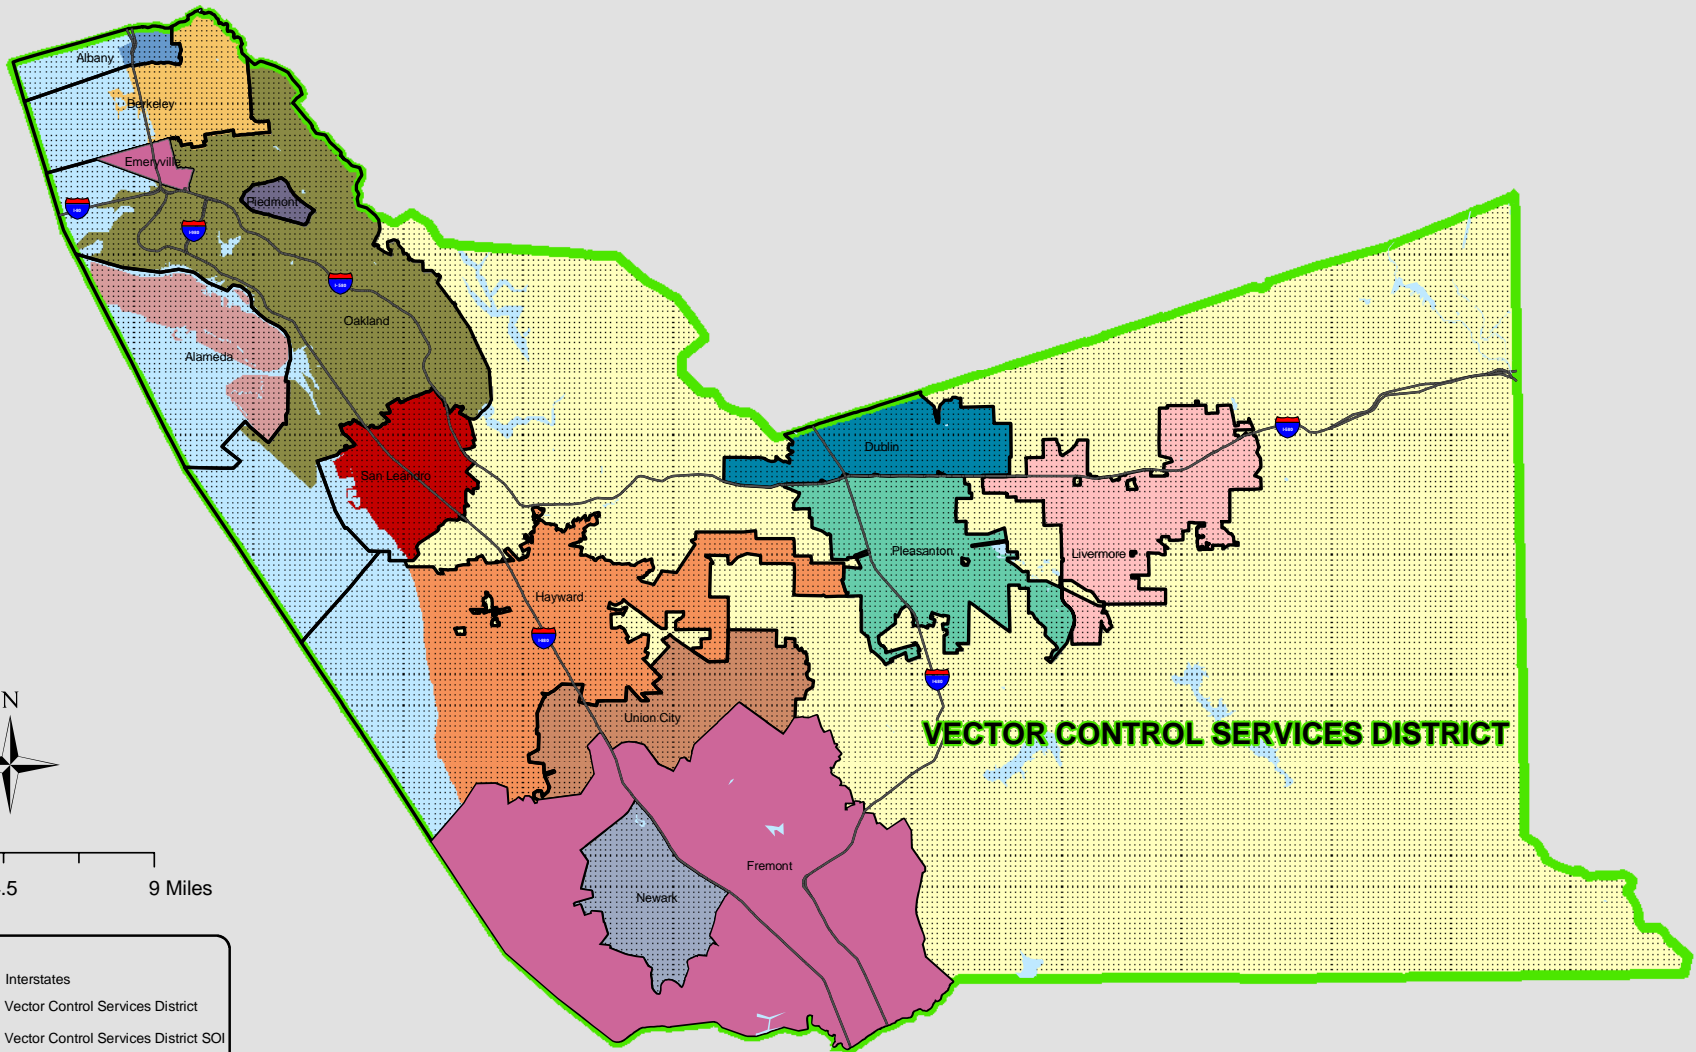 Albany
Berkeley
Emeryville
Piedmont
Oakland
Alameda
San Leandro
Dublin
Pleasanton
Livermore
Hayward
Union City
VECTOR CONTROL SERVICES DISTRICT
Fremont
Newark
N
.5
9 Miles
Interstates
Vector Control Services District
Vector Control Services District SOI